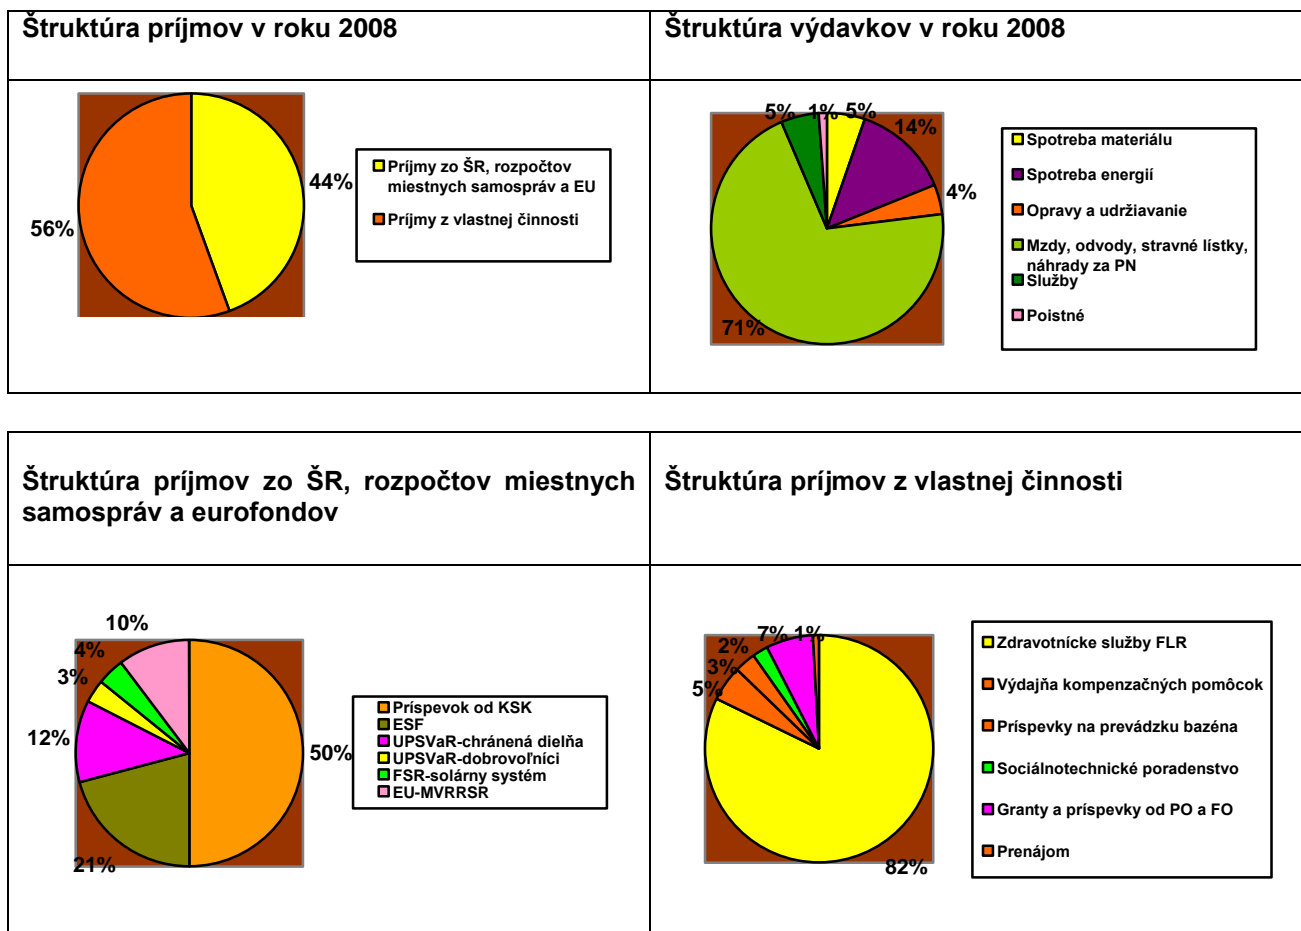 Štruktúra príjmov v roku 2008
Štruktúra výdavkov v roku 2008
44%
56%
Príjmy zo ŠR, rozpočtov
miestnych samospráv a EU
Príjmy z vlastnej činnosti
5%
1%
5%
14%
4%
71%
Spotreba materiálu
Spotreba energií
Opravy a udržiavanie
Mzdy, odvody, stravné lístky,
náhrady za PN
Služby
Poistné
Štruktúra príjmov zo ŠR, rozpočtov miestnych
samospráv a eurofondov
Štruktúra príjmov z vlastnej činnosti
10%
4%
3%
12%
21%
50%
Príspevok od KSK
ESF
UPSVaR-chránená dielňa
UPSVaR-dobrovoľníci
FSR-solárny systém
EU-MVRRSR
7%
1%
2%
3%
5%
82%
Zdravotnícke služby FLR
Výdajňa kompenzačných pomôcok
Príspevky na prevádzku bazéna
Sociálnotechnické poradenstvo
Granty a príspevky od PO a FO
Prenájom